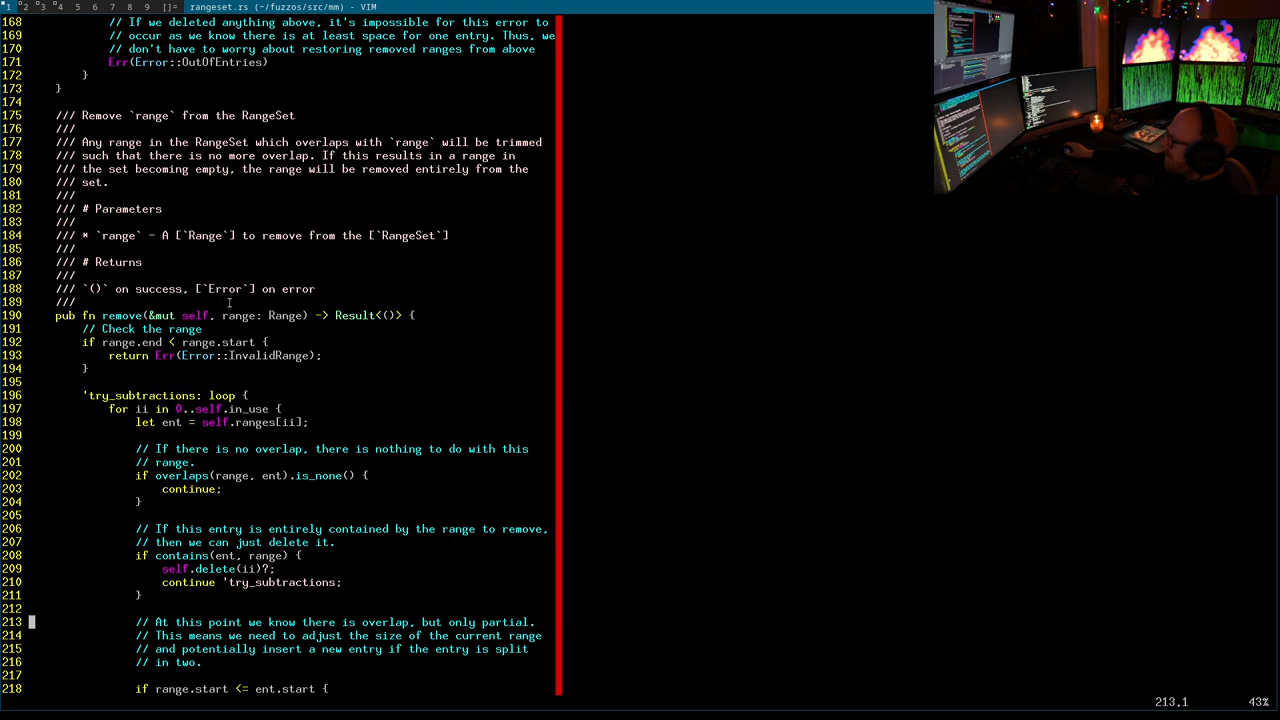 1 2 3 4 5 6 7 8 9 []= rangeset.rs (~/fuzzos/src/mm) - VIM
168 // If we deleted anything above, it's impossible for this error to
169 // occur as we know there is at least space for one entry. Thus, we
170 // don't have to worry about restoring removed ranges from above
171 Err(Error::OutOfEntries)
172 }
173 }
174
175 /// Remove `range` from the RangeSet
176 ///
177 /// Any range in the RangeSet which overlaps with `range` will be trimmed
178 /// such that there is no more overlap. If this results in a range in
179 /// the set becoming empty, the range will be removed entirely from the
180 /// set.
181 ///
182 /// # Parameters
183 ///
184 /// * `range` - A [`Range`] to remove from the [`RangeSet`]
185 ///
186 /// # Returns
187 ///
188 /// `()` on success, [`Error`] on error
189 ///
190 pub fn remove(&mut self, range: Range) -> Result<()> {
191 // Check the range
192 if range.end < range.start {
193 return Err(Error::InvalidRange);
194 }
195
196 'try_subtractions: loop {
197 for ii in 0..self.in_use {
198 let ent = self.ranges[ii];
199
200 // If there is no overlap, there is nothing to do with this
201 // range.
202 if overlaps(range, ent).is_none() {
203 continue;
204 }
205
206 // If this entry is entirely contained by the range to remove,
207 // then we can just delete it.
208 if contains(ent, range) {
209 self.delete(ii)?;
210 continue 'try_subtractions;
211 }
212
213 // At this point we know there is overlap, but only partial.
214 // This means we need to adjust the size of the current range
215 // and potentially insert a new entry if the entry is split
216 // in two.
217
218 if range.start <= ent.start {
213,1 43%